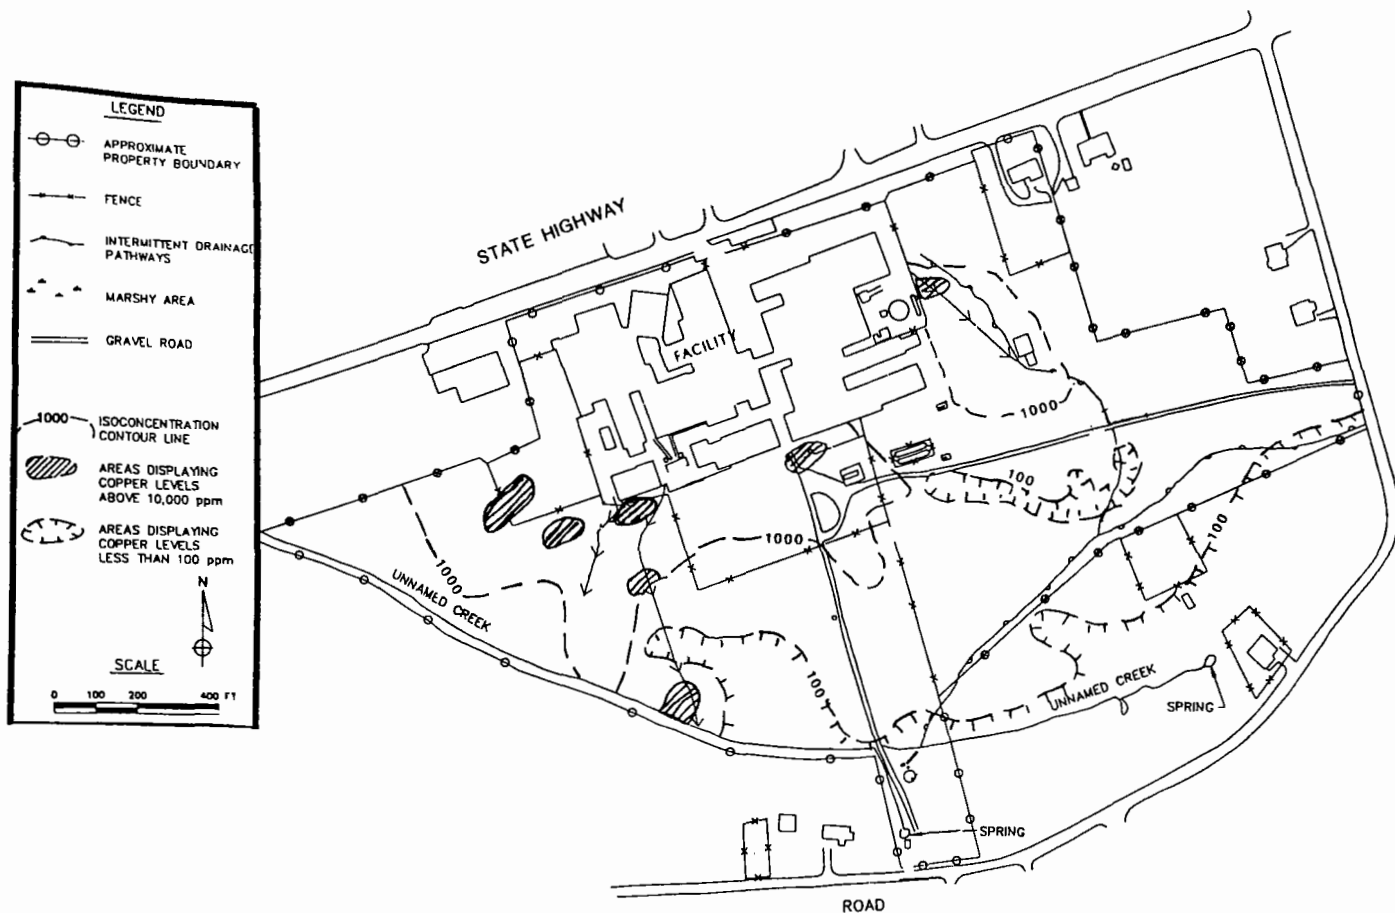 LEGEND
APPROXIMATE
PROPERTY BOUNDARY
FENCE
INTERMITTENT DRAINAGE
PATHWAYS
MARSHY AREA
GRAVEL ROAD
1000
ISOCONCENTRATION
CONTOUR LINE
AREAS DISPLAYING
COPPER LEVELS
ABOVE 10,000 ppm
AREAS DISPLAYING
COPPER LEVELS
LESS THAN 100 ppm
N
SCALE
0 100 200 400 FT
STATE HIGHWAY
FACILITY
1000
100
100
1000
1000
UNNAMED CREEK
100
UNNAMED CREEK
SPRING
SPRING
ROAD